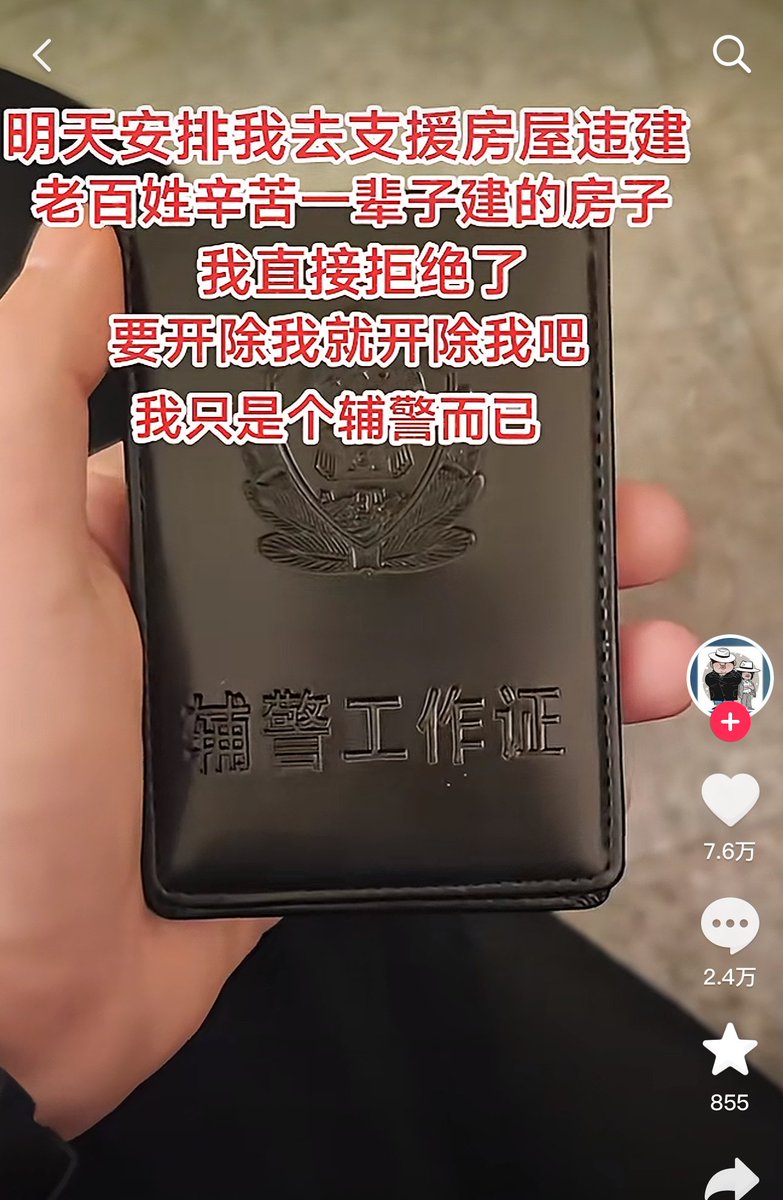 明天安排我去支援房屋违建
老百姓辛苦一辈子建的房子
我直接拒绝了
要开除我就开除我吧
我只是个辅警而已
辅警工作证
7.6万
2.4万
855